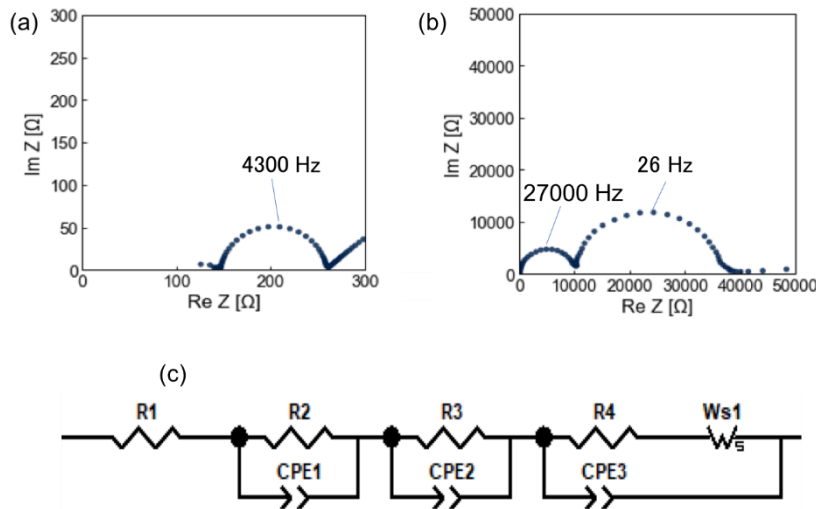 (a)
300
250
200
150
100
50
0
0
100
200
300
Im Z [Ω]
Re Z [Ω]
4300 Hz
(b)
50000
40000
30000
20000
10000
0
0
10000
20000
30000
40000
50000
Im Z [Ω]
Re Z [Ω]
27000 Hz
26 Hz
(c)
R1
R2
R3
R4
Ws1
s
CPE1
CPE2
CPE3